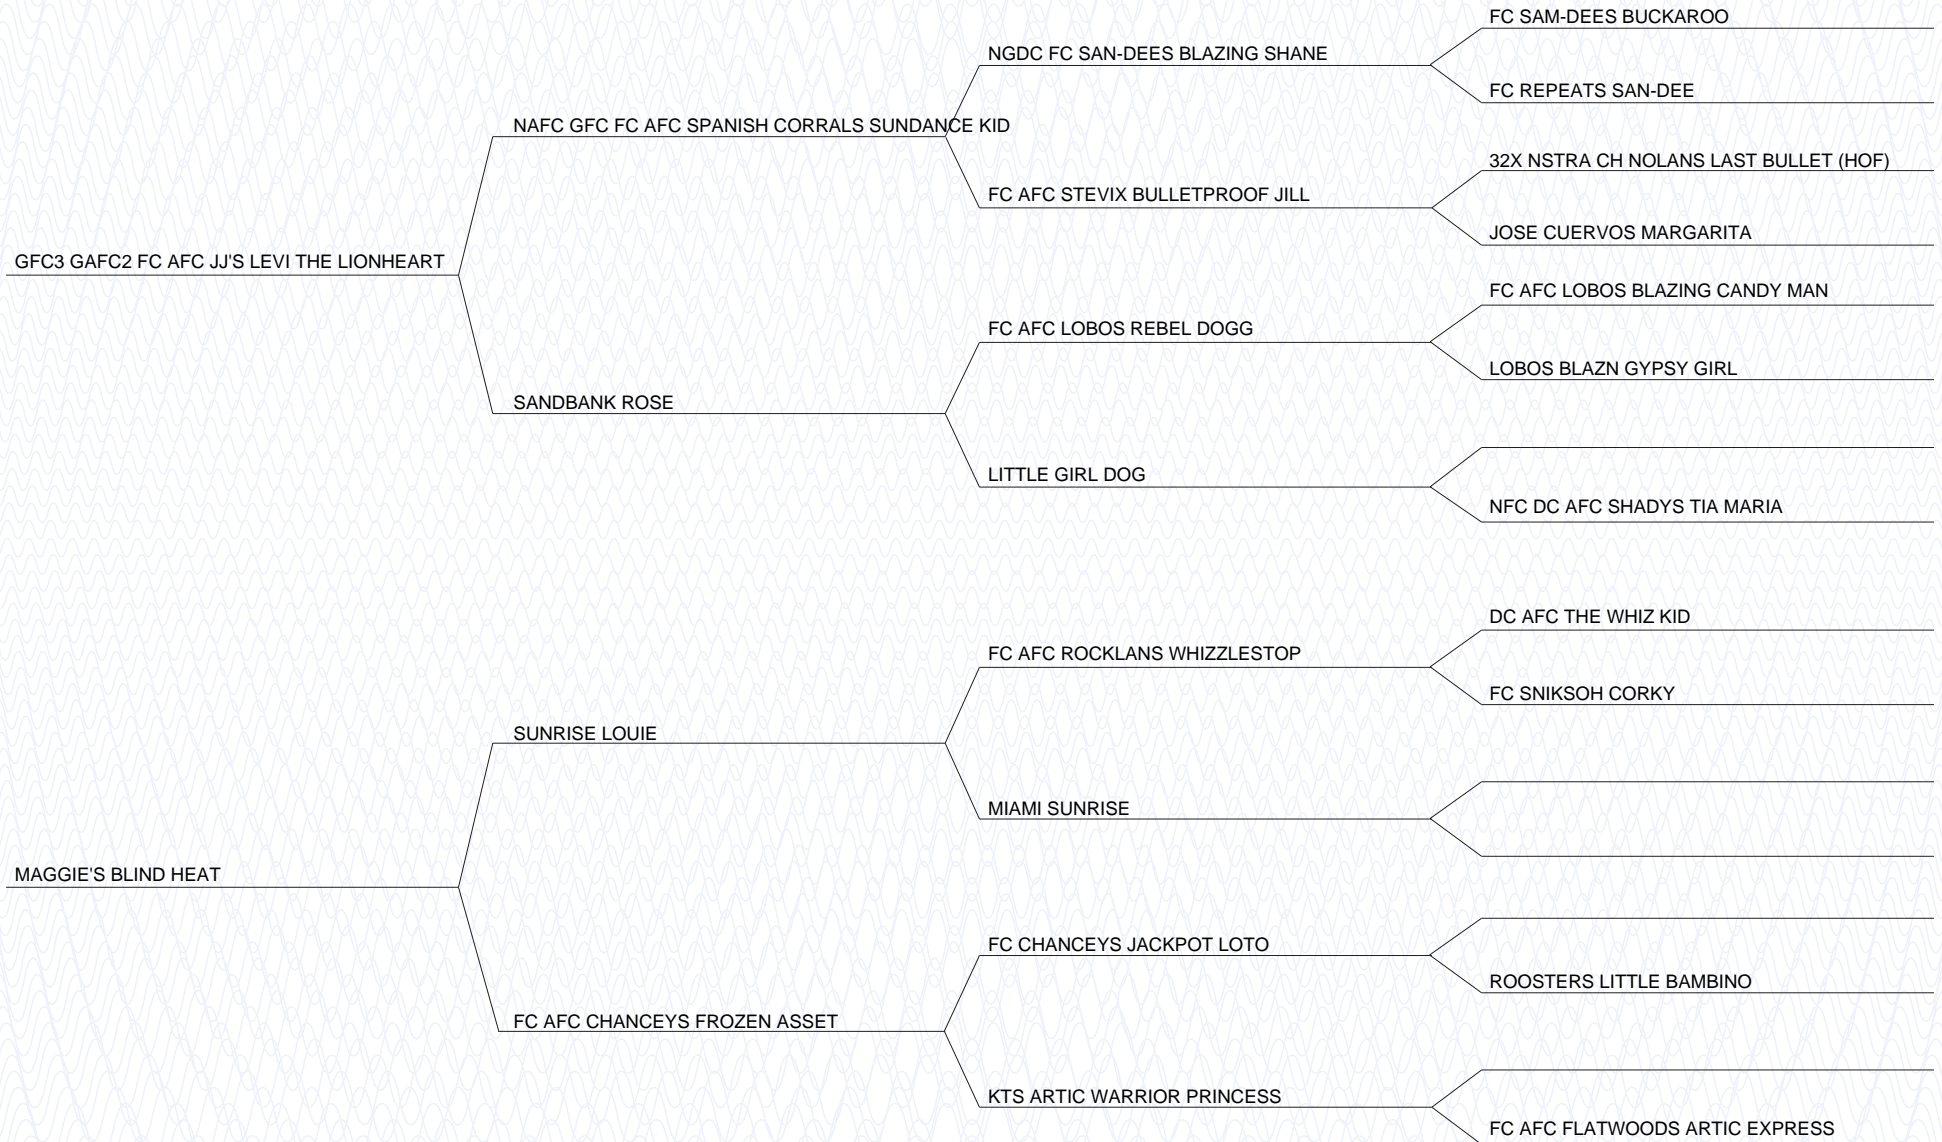 FC SAM-DEES BUCKAROO
NGDC FC SAN-DEES BLAZING SHANE
FC REPEATS SAN-DEE
NAFC GFC FC AFC SPANISH CORRALS SUNDANCE KID
32X NSTRA CH NOLANS LAST BULLET (HOF)
FC AFC STEVIX BULLETPROOF JILL
JOSE CUERVOS MARGARITA
GFC3 GAFC2 FC AFC JJ'S LEVI THE LIONHEART
FC AFC LOBOS BLAZING CANDY MAN
FC AFC LOBOS REBEL DOGG
LOBOS BLAZN GYPSY GIRL
SANDBANK ROSE
LITTLE GIRL DOG
NFC DC AFC SHADYS TIA MARIA
DC AFC THE WHIZ KID
FC AFC ROCKLANS WHIZZLESTOP
FC SNIKSOH CORKY
SUNRISE LOUIE
MIAMI SUNRISE
MAGGIE'S BLIND HEAT
FC CHANCEYS JACKPOT LOTO
ROOSTERS LITTLE BAMBINO
FC AFC CHANCEYS FROZEN ASSET
KTS ARTIC WARRIOR PRINCESS
FC AFC FLATWOODS ARTIC EXPRESS